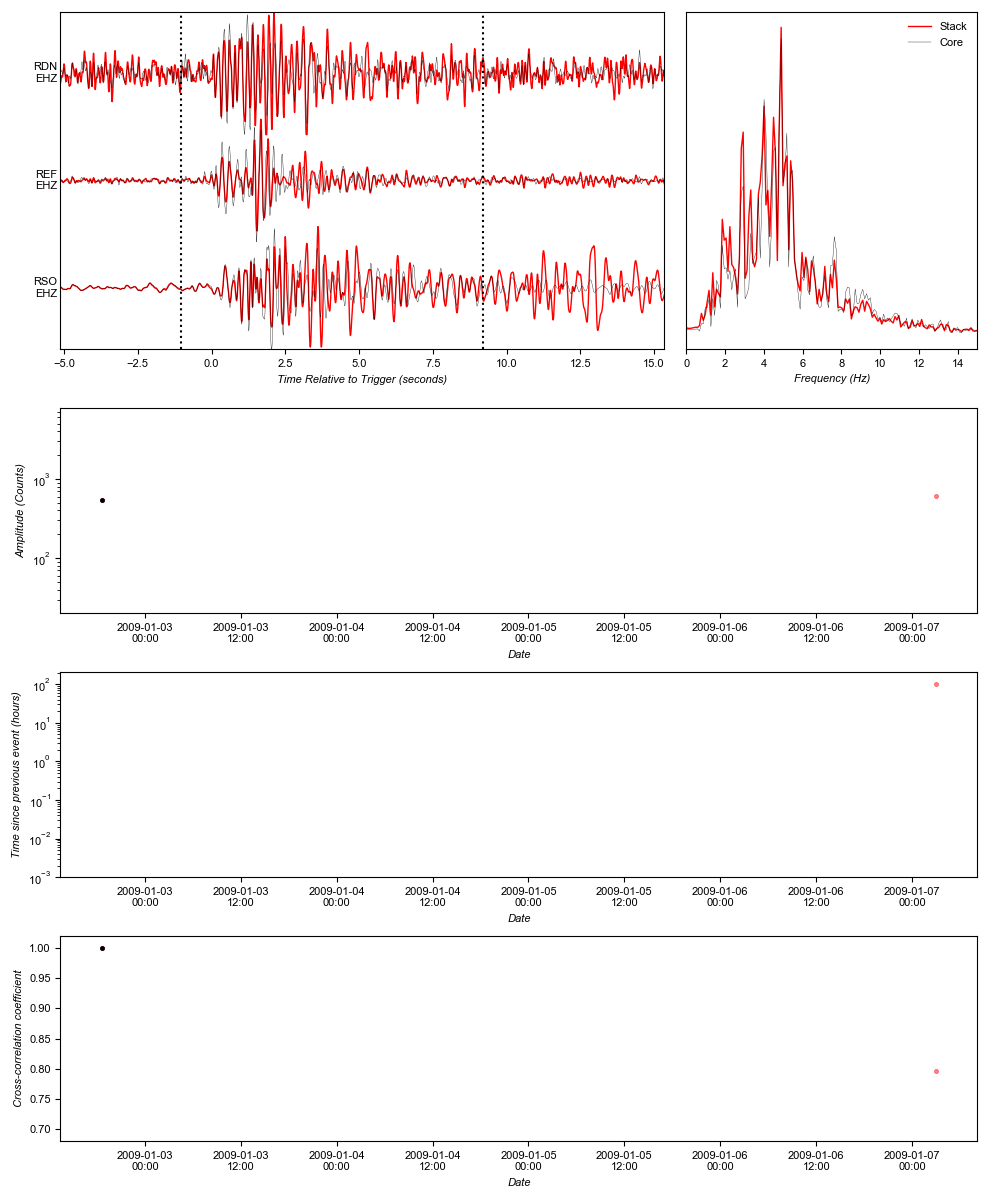 RDN
EHZ
REF
EHZ
RSO
EHZ
−5.0 −2.5 0.0 2.5 5.0 7.5 10.0 12.5 15.0
Time Relative to Trigger (seconds)
Stack
Core
0 2 4 6 8 10 12 14
Frequency (Hz)
10^3
10^2
Amplitude (Counts)
2009-01-03 2009-01-03 2009-01-04 2009-01-04 2009-01-05 2009-01-05 2009-01-06 2009-01-06 2009-01-07
00:00 12:00 00:00 12:00 00:00 12:00 00:00 12:00 00:00
Date
10^2
10^1
10^0
10^−1
10^−2
10^−3
Time since previous event (hours)
2009-01-03 2009-01-03 2009-01-04 2009-01-04 2009-01-05 2009-01-05 2009-01-06 2009-01-06 2009-01-07
00:00 12:00 00:00 12:00 00:00 12:00 00:00 12:00 00:00
Date
1.00
0.95
0.90
0.85
0.80
0.75
0.70
Cross-correlation coefficient
2009-01-03 2009-01-03 2009-01-04 2009-01-04 2009-01-05 2009-01-05 2009-01-06 2009-01-06 2009-01-07
00:00 12:00 00:00 12:00 00:00 12:00 00:00 12:00 00:00
Date